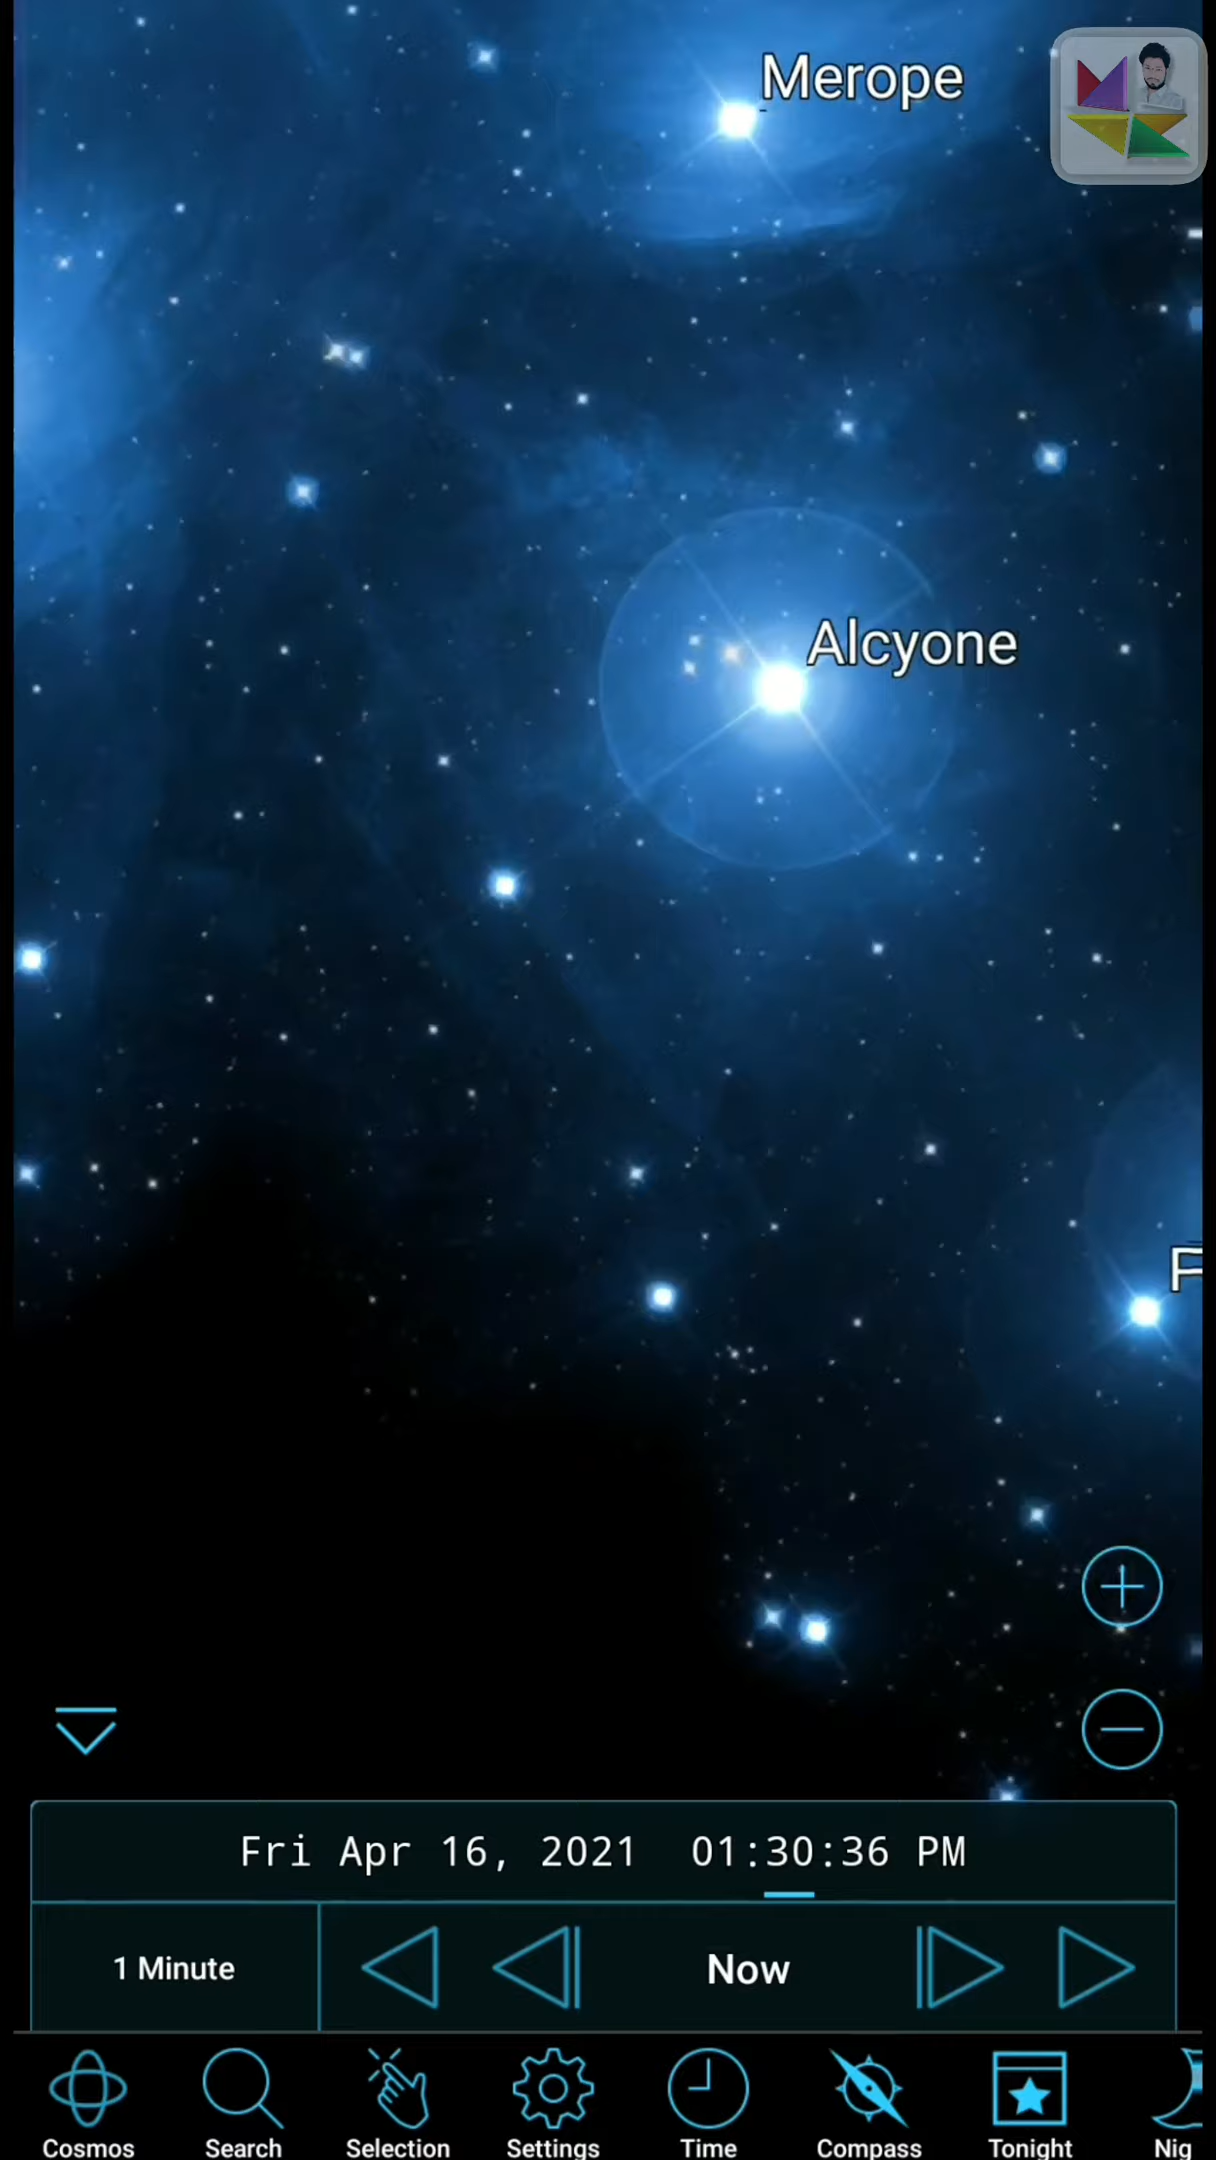 Merope
Alcyone
Fri Apr 16, 2021 01:30:36 PM
1 Minute
Now
Cosmos
Search
Selection
Settings
Time
Compass
Tonight
Nig